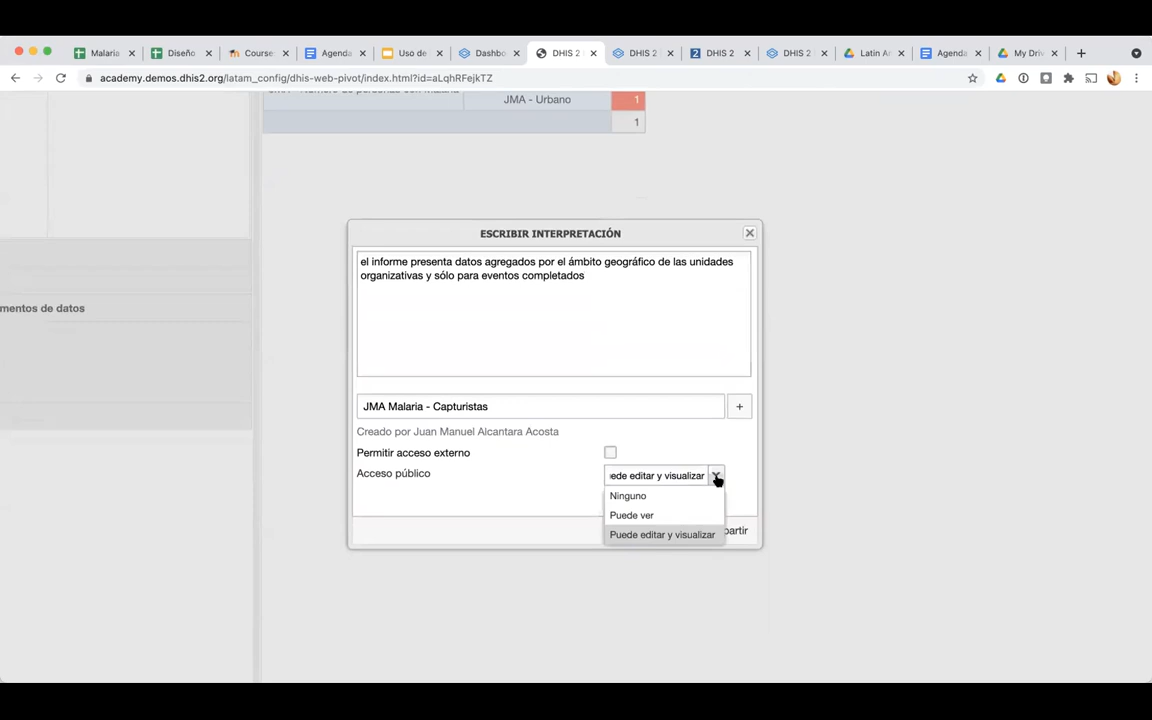 Malaria
Diseño
Course
Agenda
Uso de
Dashbo
DHIS 2
DHIS 2
DHIS 2
DHIS 2
Latin Ar
Agenda
My Driv
academy.demos.dhis2.org/latam_config/dhis-web-pivot/index.html?id=aLqhRFejkTZ
JMA - Urbano
1
1
ESCRIBIR INTERPRETACIÓN
el informe presenta datos agregados por el ámbito geográfico de las unidades
organizativas y sólo para eventos completados
mentos de datos
JMA Malaria - Capturistas
+
Creado por Juan Manuel Alcantara Acosta
Permitir acceso externo
Acceso público
ede editar y visualizar
Ninguno
Puede ver
Puede editar y visualizar
partir